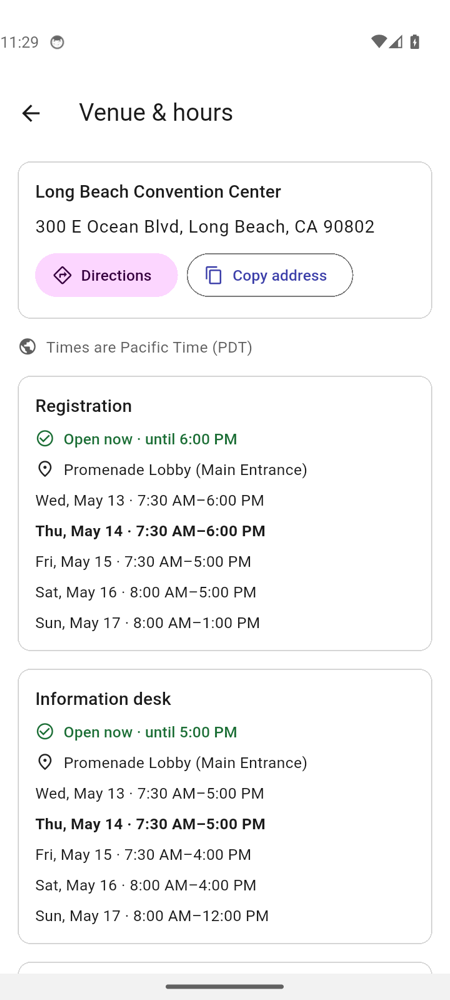 11:29
Venue & hours
Long Beach Convention Center
300 E Ocean Blvd, Long Beach, CA 90802
Directions
Copy address
Times are Pacific Time (PDT)
Registration
Open now · until 6:00 PM
Promenade Lobby (Main Entrance)
Wed, May 13 · 7:30 AM–6:00 PM
Thu, May 14 · 7:30 AM–6:00 PM
Fri, May 15 · 7:30 AM–5:00 PM
Sat, May 16 · 8:00 AM–5:00 PM
Sun, May 17 · 8:00 AM–1:00 PM
Information desk
Open now · until 5:00 PM
Promenade Lobby (Main Entrance)
Wed, May 13 · 7:30 AM–5:00 PM
Thu, May 14 · 7:30 AM–5:00 PM
Fri, May 15 · 7:30 AM–4:00 PM
Sat, May 16 · 8:00 AM–4:00 PM
Sun, May 17 · 8:00 AM–12:00 PM